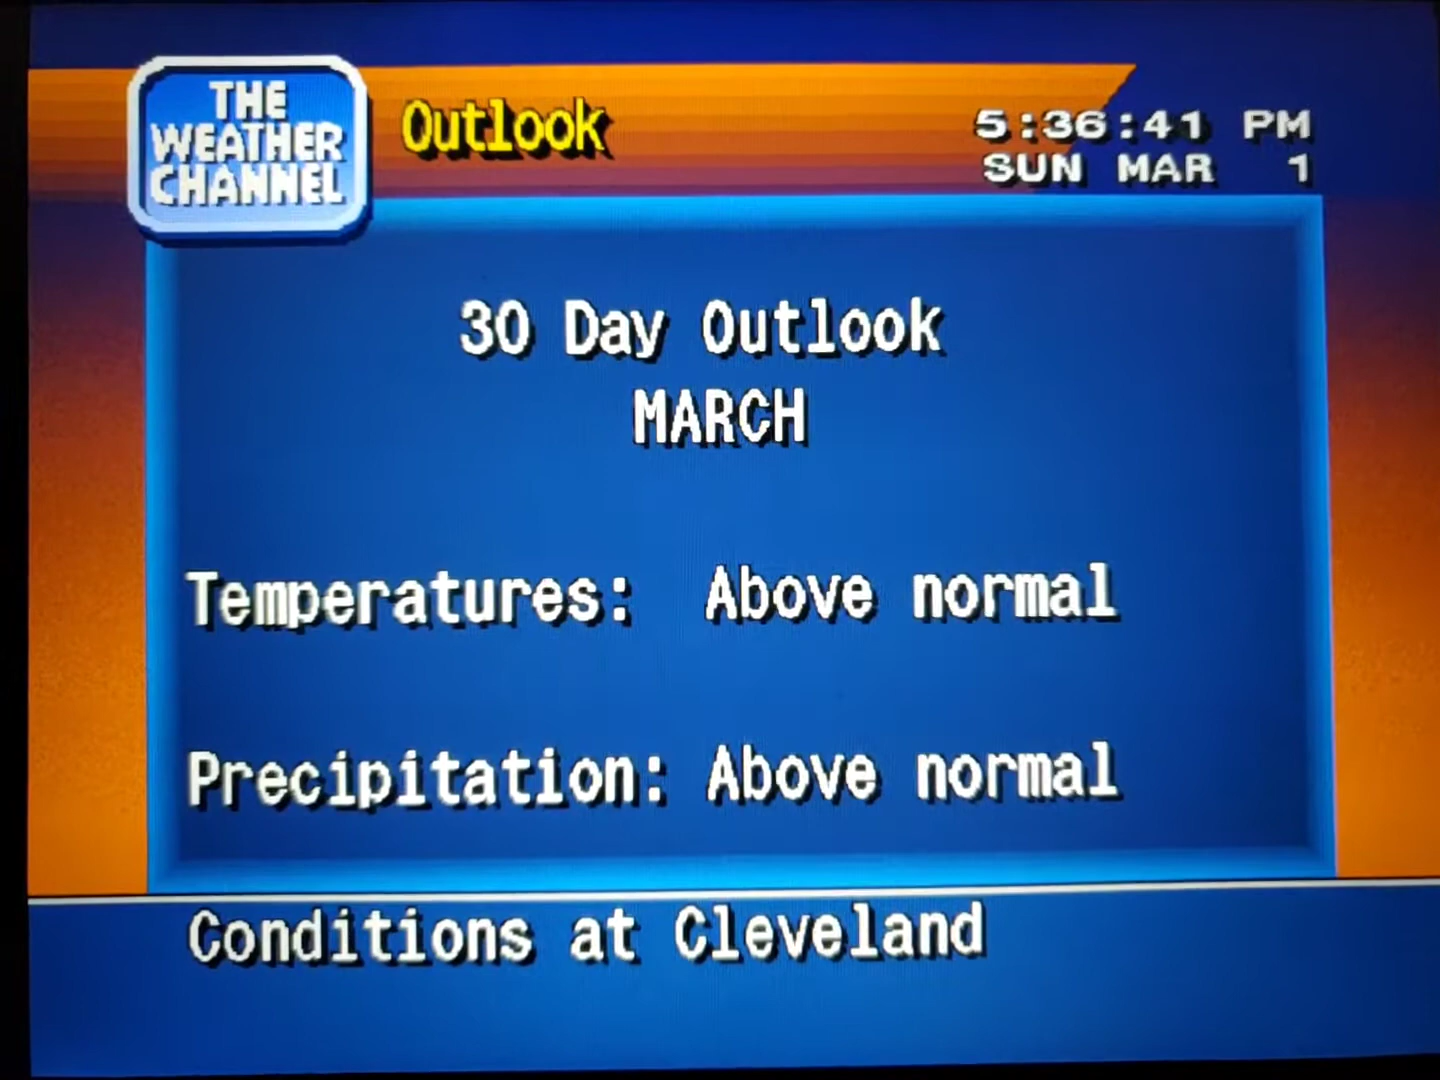 THE
WEATHER
CHANNEL
Outlook
5:36:41 PM
SUN MAR 1
30 Day Outlook
MARCH
Temperatures: Above normal
Precipitation: Above normal
Conditions at Cleveland